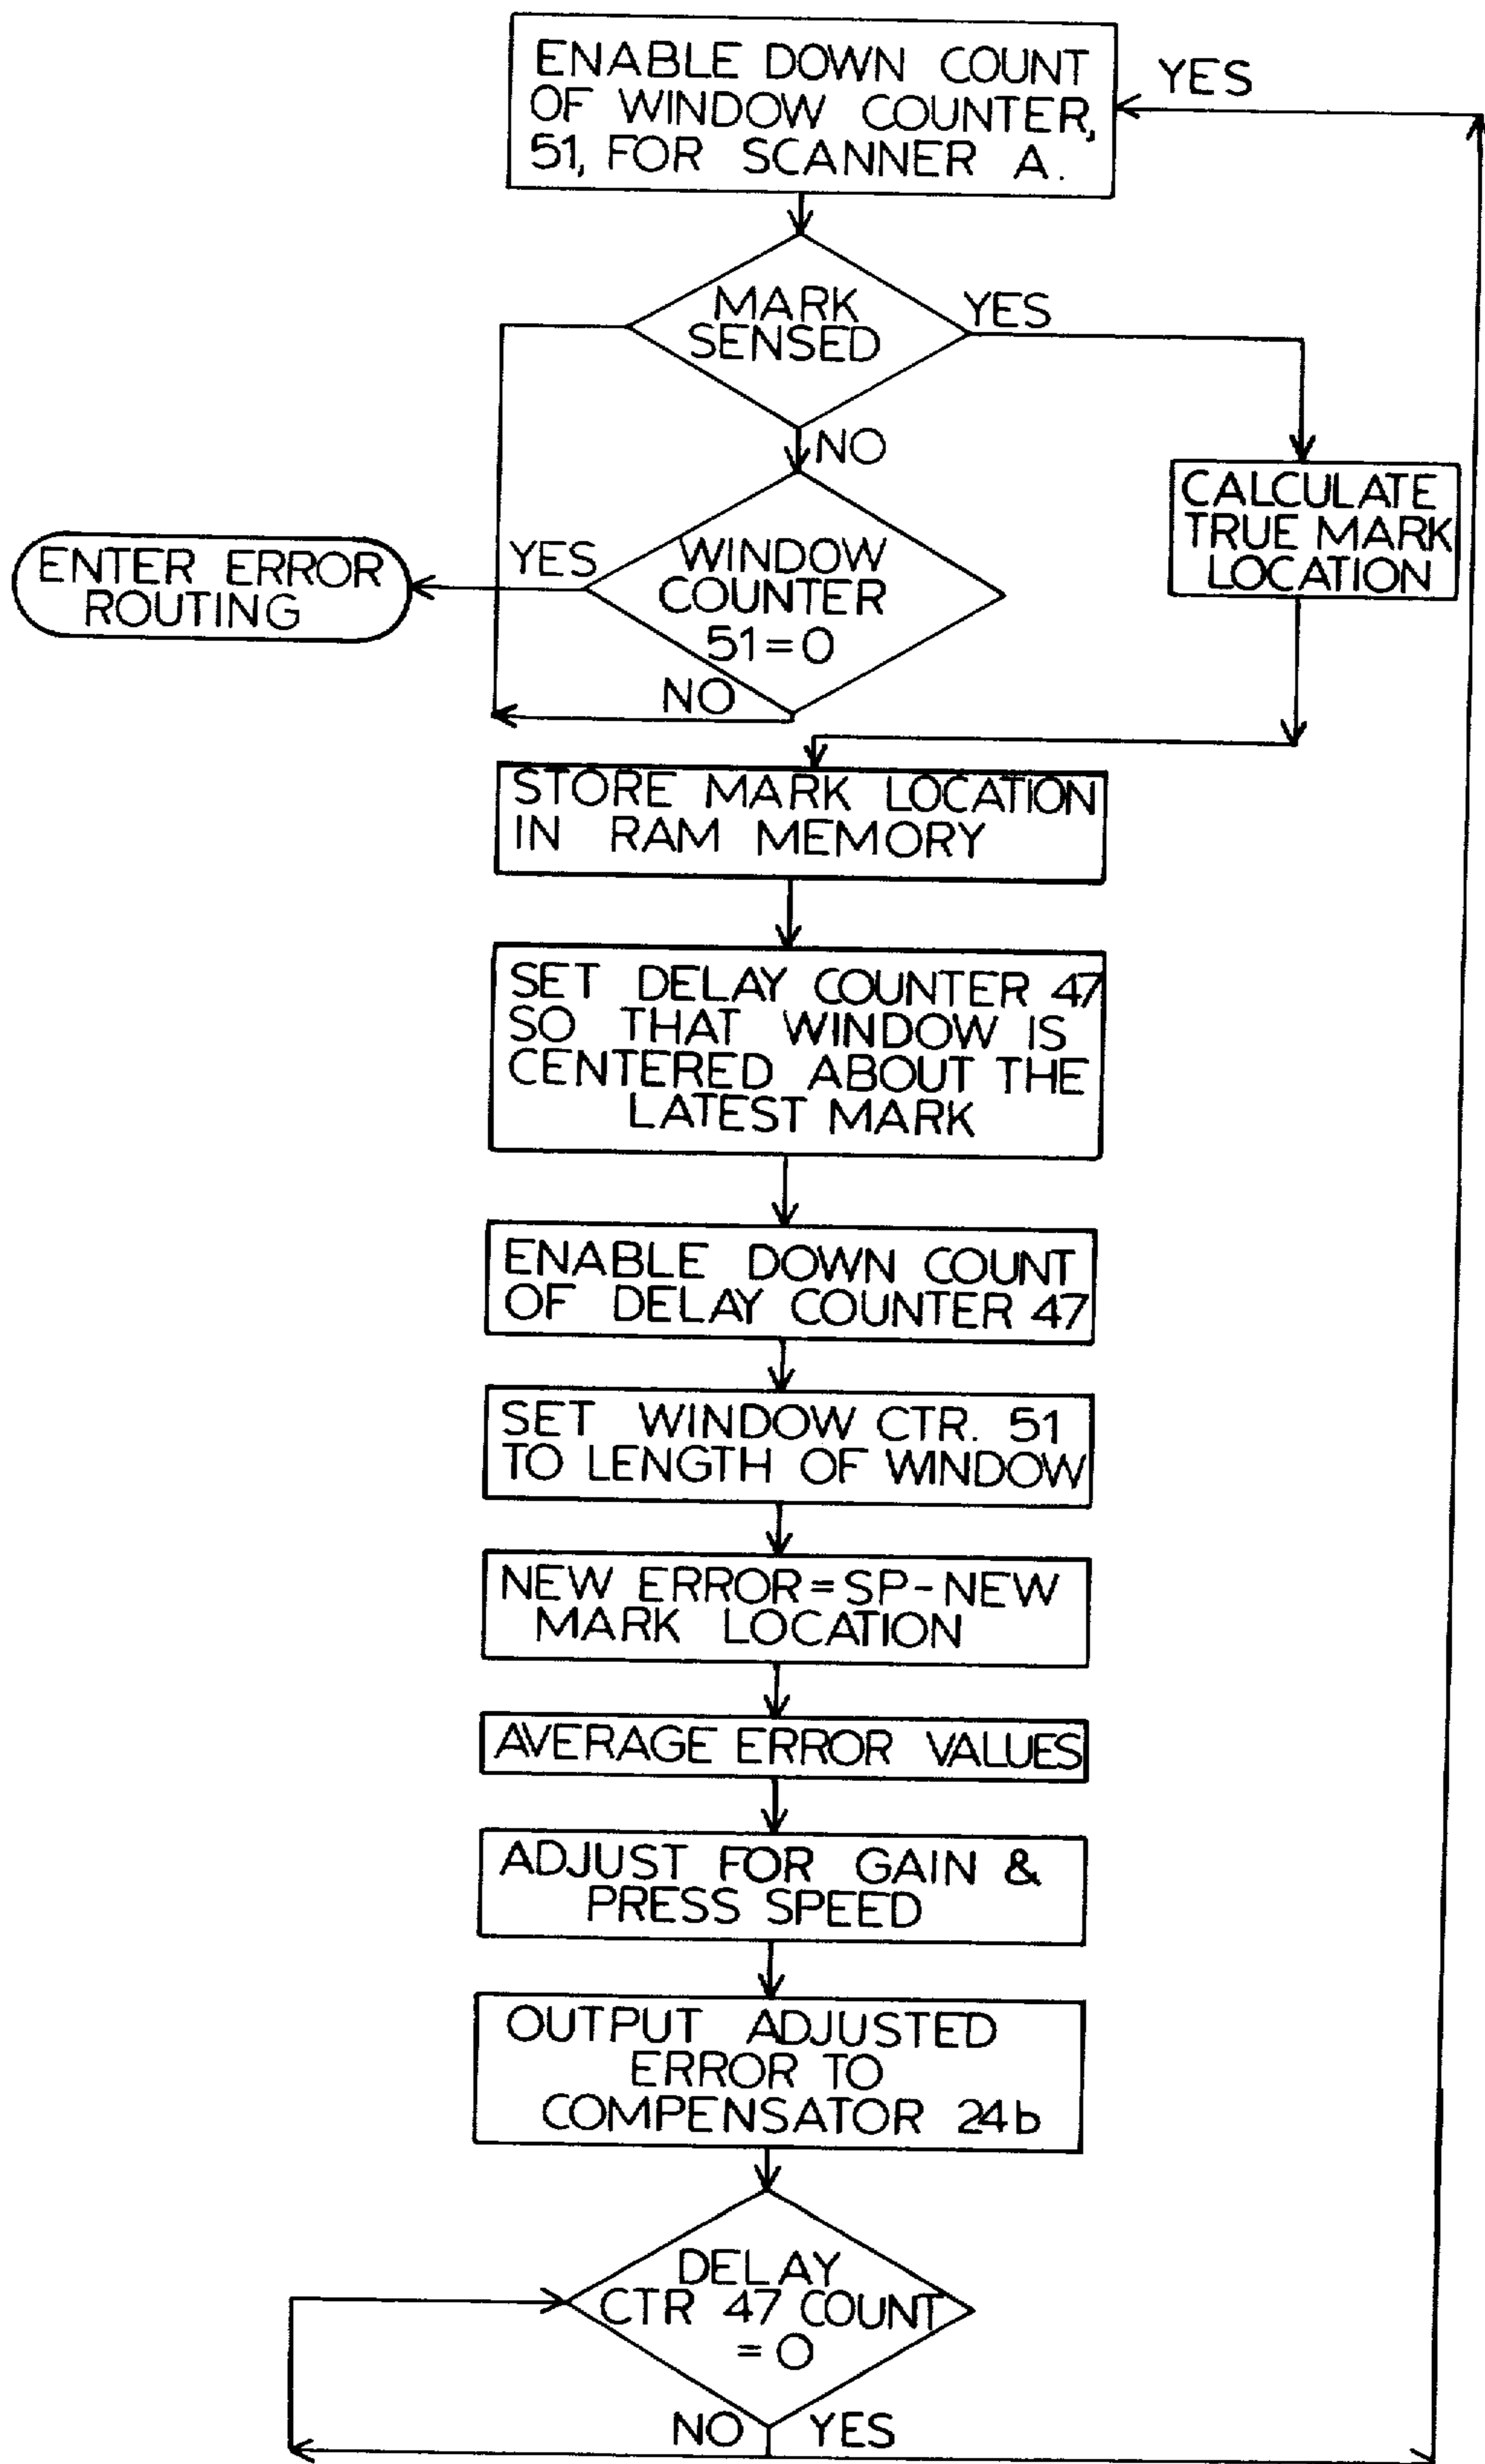 ENABLE DOWN COUNT
OF WINDOW COUNTER,
51, FOR SCANNER A.
YES
MARK
SENSED
YES
NO
CALCULATE
TRUE MARK
LOCATION
ENTER ERROR
ROUTING
YES
WINDOW
COUNTER
51=0
NO
STORE MARK LOCATION
IN RAM MEMORY
SET DELAY COUNTER 47
SO THAT WINDOW IS
CENTERED ABOUT THE
LATEST MARK
ENABLE DOWN COUNT
OF DELAY COUNTER 47
SET WINDOW CTR. 51
TO LENGTH OF WINDOW
NEW ERROR=SP-NEW
MARK LOCATION
AVERAGE ERROR VALUES
ADJUST FOR GAIN &
PRESS SPEED
OUTPUT ADJUSTED
ERROR TO
COMPENSATOR 24b
DELAY
CTR 47 COUNT
=0
NO YES